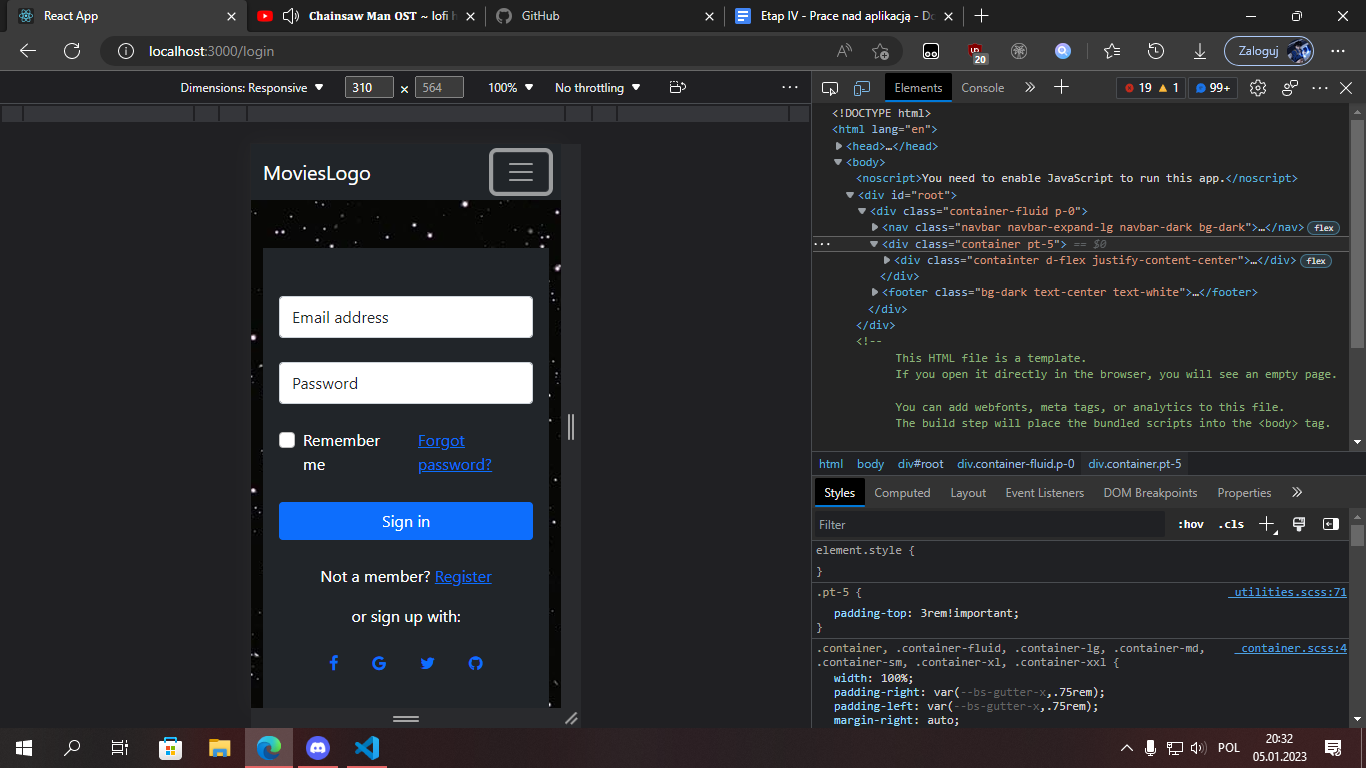 React App
Chainsaw Man OST ~ lofi h
GitHub
Etap IV - Prace nad aplikacją - Do
localhost:3000/login
20
Zaloguj
Dimensions: Responsive
310
×
564
100%
No throttling
Elements
Console
19
1
99+
<!DOCTYPE html>
<html lang="en">
<head>…</head>
<body>
<noscript>You need to enable JavaScript to run this app.</noscript>
<div id="root">
<div class="container-fluid p-0">
<nav class="navbar navbar-expand-lg navbar-dark bg-dark">…</nav> flex
<div class="container pt-5"> == $0
<div class="containter d-flex justify-content-center">…</div> flex
</div>
<footer class="bg-dark text-center text-white">…</footer>
</div>
</div>
<!--
This HTML file is a template.
If you open it directly in the browser, you will see an empty page.
You can add webfonts, meta tags, or analytics to this file.
The build step will place the bundled scripts into the <body> tag.
html body div#root div.container-fluid.p-0 div.container.pt-5
Styles Computed Layout Event Listeners DOM Breakpoints Properties
Filter
:hov .cls
element.style {
}
.pt-5 {
_utilities.scss:71
padding-top: 3rem!important;
}
.container, .container-fluid, .container-lg, .container-md,
_container.scss:4
.container-sm, .container-xl, .container-xxl {
width: 100%;
padding-right: var(--bs-gutter-x,.75rem);
padding-left: var(--bs-gutter-x,.75rem);
margin-right: auto;
MoviesLogo
Email address
Password
Remember me
Forgot password?
Sign in
Not a member? Register
or sign up with:
POL
20:32
05.01.2023